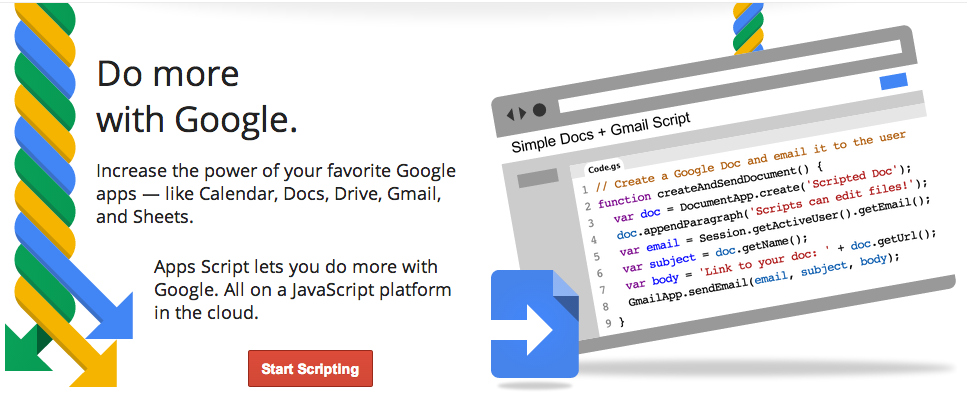 Do more
with Google.
Increase the power of your favorite Google
apps — like Calendar, Docs, Drive, Gmail,
and Sheets.
Apps Script lets you do more with
Google. All on a JavaScript platform
in the cloud.
Start Scripting
Simple Docs + Gmail Script
Code.gs
1 // Create a Google Doc and email it to the user
2 function createAndSendDocument() {
3 var doc = DocumentApp.create('Scripted Doc');
4 doc.appendParagraph('Scripts can edit files!');
5 var email = Session.getActiveUser().getEmail();
6 var subject = doc.getName();
7 var body = 'Link to your doc: ' + doc.getUrl();
8 GmailApp.sendEmail(email, subject, body);
9 }